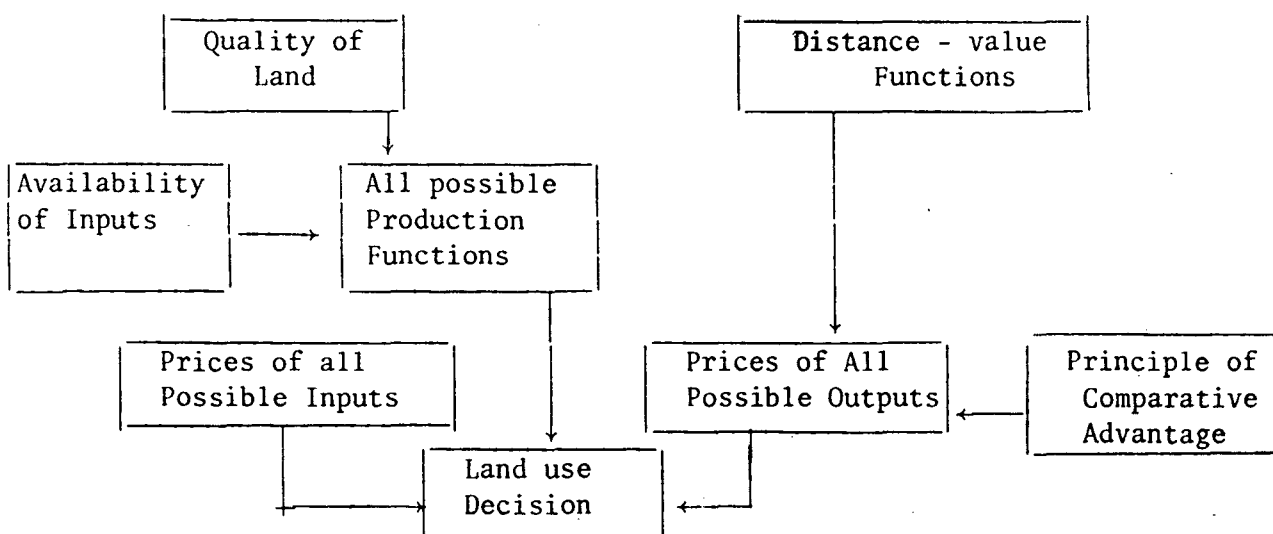 Quality of
Land
Distance - value
Functions
Availability
of Inputs
All possible
Production
Functions
Prices of all
Possible Inputs
Prices of All
Possible Outputs
Principle of
Comparative
Advantage
Land use
Decision